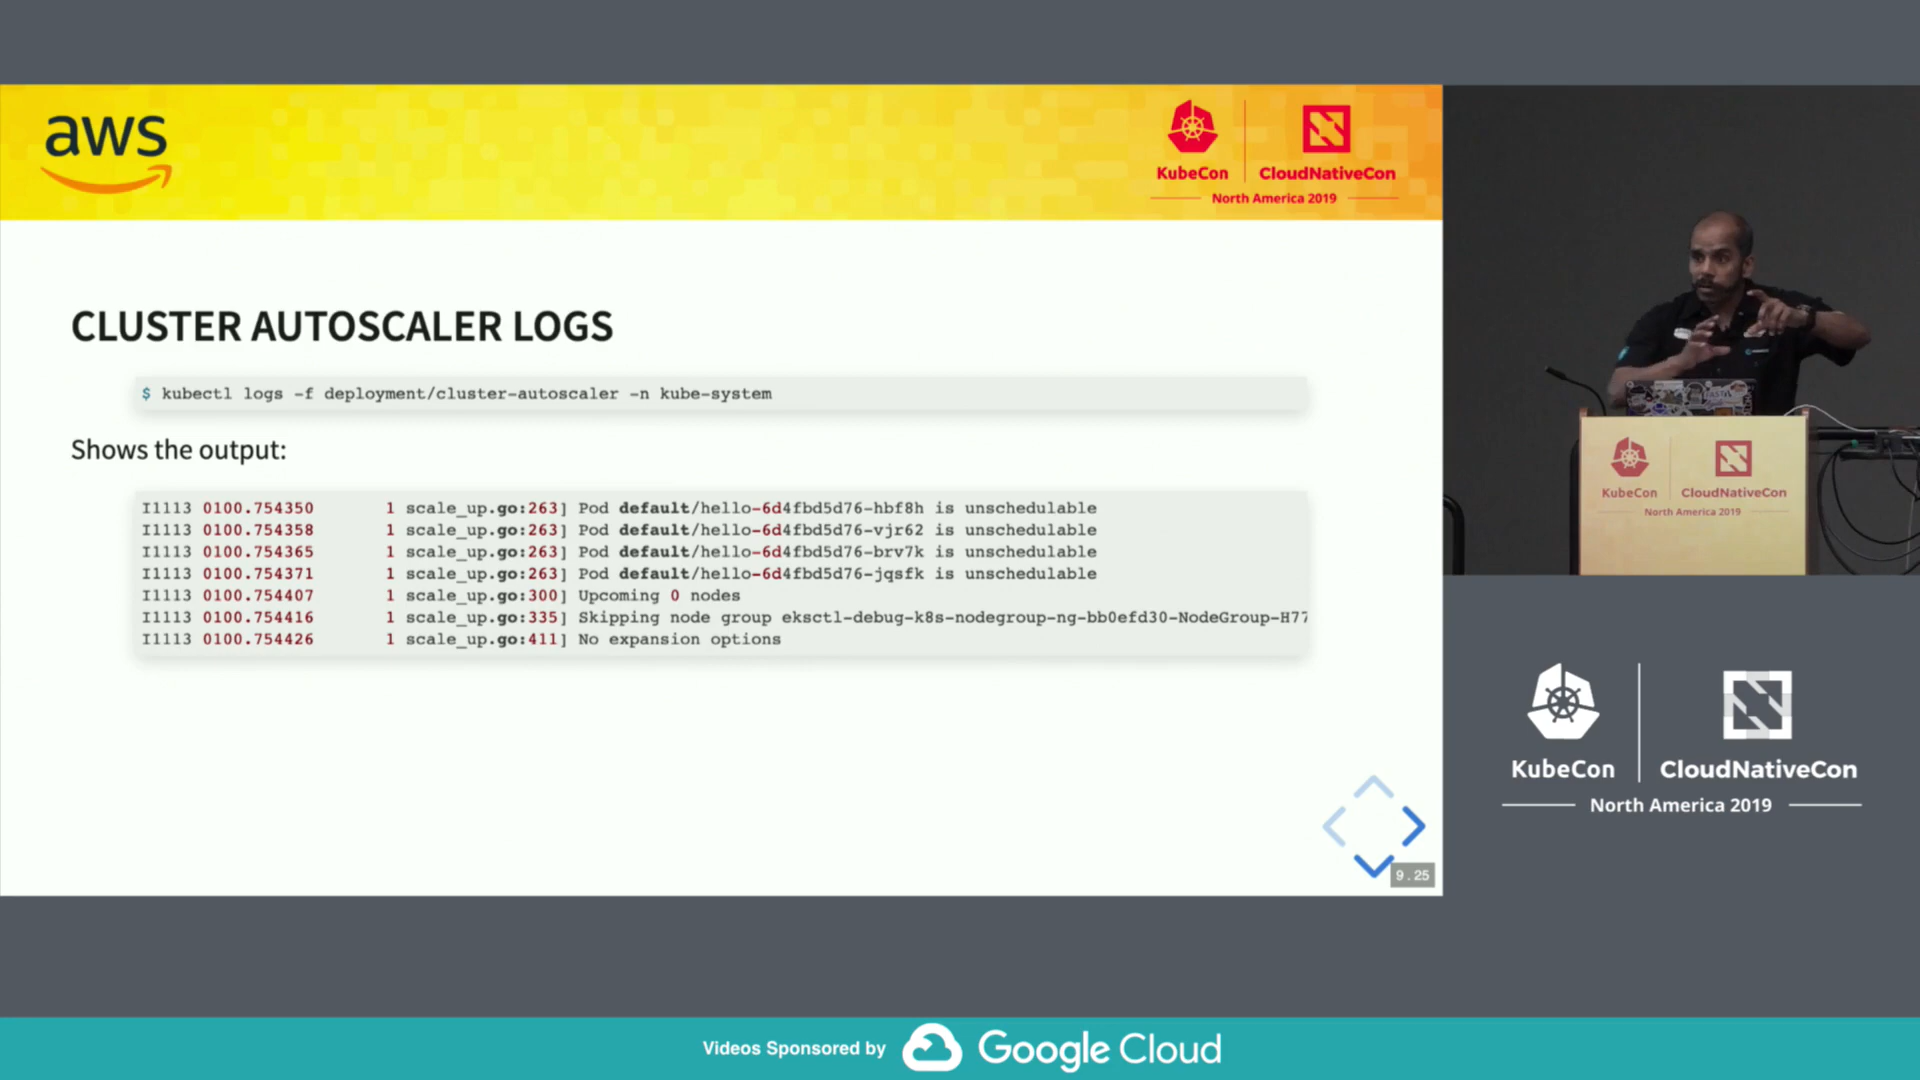 aws
KubeCon
CloudNativeCon
North America 2019
CLUSTER AUTOSCALER LOGS
$ kubectl logs -f deployment/cluster-autoscaler -n kube-system
Shows the output:
I1113 0100.754350 1 scale_up.go:263] Pod default/hello-6d4fbd5d76-hbf8h is unschedulable
I1113 0100.754358 1 scale_up.go:263] Pod default/hello-6d4fbd5d76-vjr62 is unschedulable
I1113 0100.754365 1 scale_up.go:263] Pod default/hello-6d4fbd5d76-brv7k is unschedulable
I1113 0100.754371 1 scale_up.go:263] Pod default/hello-6d4fbd5d76-jqsfk is unschedulable
I1113 0100.754407 1 scale_up.go:300] Upcoming 0 nodes
I1113 0100.754416 1 scale_up.go:335] Skipping node group eksctl-debug-k8s-nodegroup-ng-bb0efd30-NodeGroup-H77
I1113 0100.754426 1 scale_up.go:411] No expansion options
9.25
KubeCon
CloudNativeCon
North America 2019
KubeCon
CloudNativeCon
North America 2019
Videos Sponsored by
Google Cloud